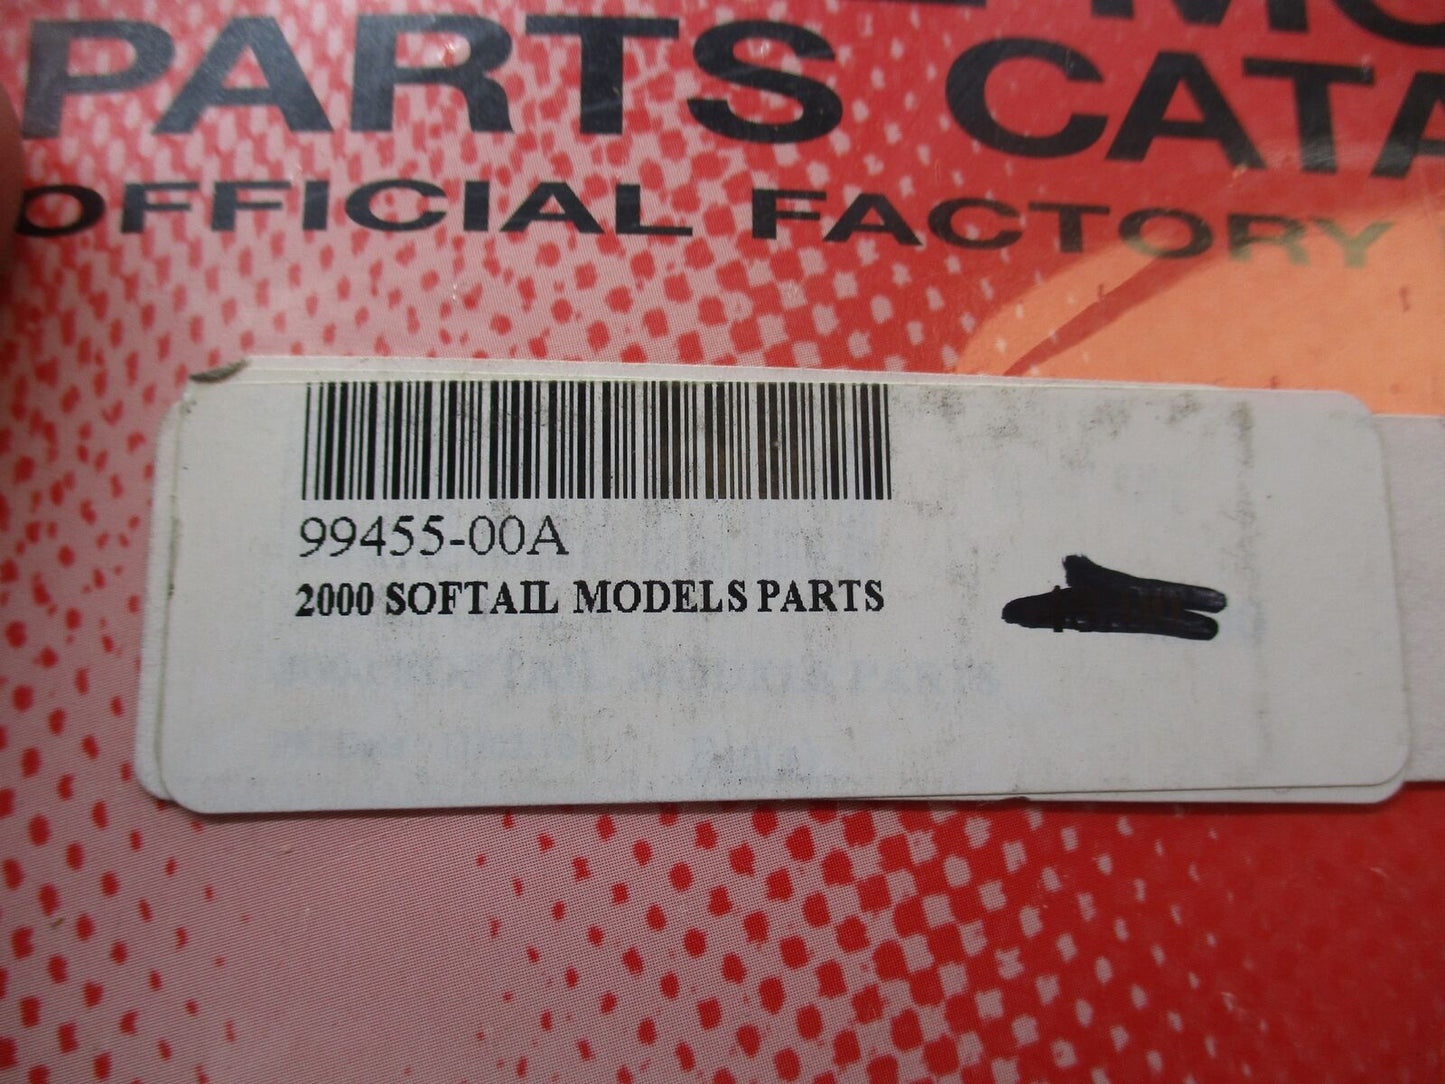 PARTS CATA
OFFICIAL FACTORY
99455-00A
2000 SOFTAIL MODELS PARTS